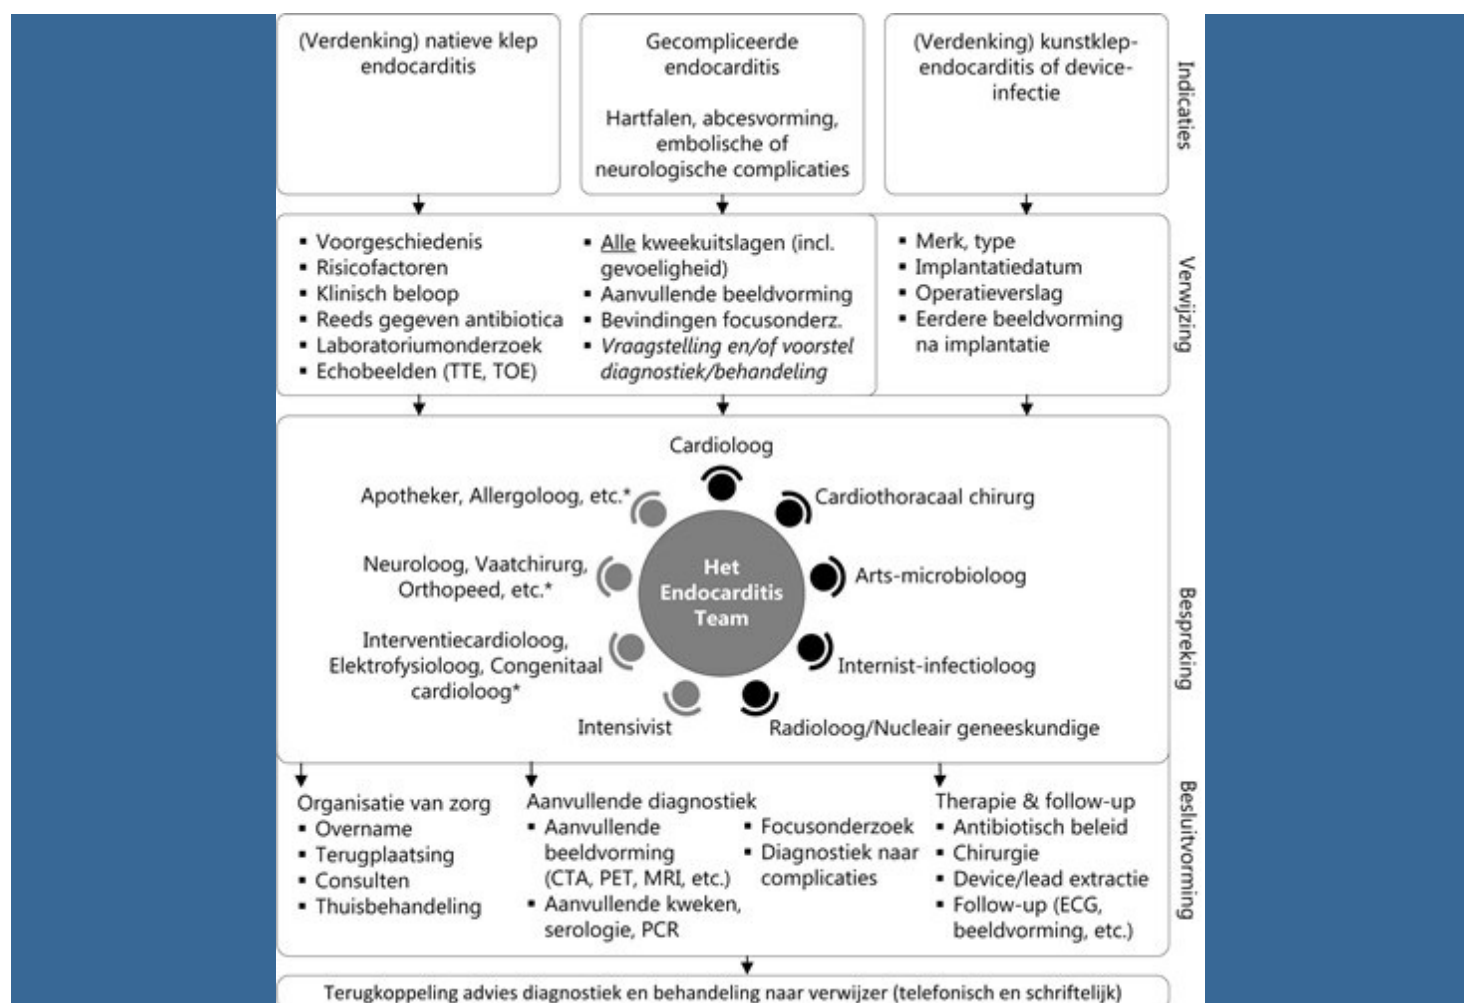 (Verdenking) natieve klep
endocarditis
Gecompliceerde
endocarditis
Hartfalen, abcesvorming,
embolische of
neurologische complicaties
(Verdenking) kunstklep-
endocarditis of device-
infectie
Indicaties
▪ Voorgeschiedenis
▪ Risicofactoren
▪ Klinisch beloop
▪ Reeds gegeven antibiotica
▪ Laboratoriumonderzoek
▪ Echobeelden (TTE, TOE)
▪ Alle kweekuitslagen (incl.
gevoeligheid)
▪ Aanvullende beeldvorming
▪ Bevindingen focusonderz.
▪ Vraagstelling en/of voorstel
diagnostiek/behandeling
▪ Merk, type
▪ Implantatiedatum
▪ Operatieverslag
▪ Eerdere beeldvorming
na implantatie
Verwijzing
Cardioloog
Apotheker, Allergoloog, etc.*
Cardiothoracaal chirurg
Neuroloog, Vaatchirurg,
Orthopeed, etc.*
Het
Endocarditis
Team
Arts-microbioloog
Interventiecardioloog,
Elektrofysioloog, Congenitaal
cardioloog*
Internist-infectioloog
Intensivist
Radioloog/Nucleair geneeskundige
Bespreking
Organisatie van zorg
▪ Overname
▪ Terugplaatsing
▪ Consulten
▪ Thuisbehandeling
Aanvullende diagnostiek
▪ Aanvullende
beeldvorming
(CTA, PET, MRI, etc.)
▪ Aanvullende kweken,
serologie, PCR
▪ Focusonderzoek
▪ Diagnostiek naar
complicaties
Therapie & follow-up
▪ Antibiotisch beleid
▪ Chirurgie
▪ Device/lead extractie
▪ Follow-up (ECG,
beeldvorming, etc.)
Besluitvorming
Terugkoppeling advies diagnostiek en behandeling naar verwijzer (telefonisch en schriftelijk)